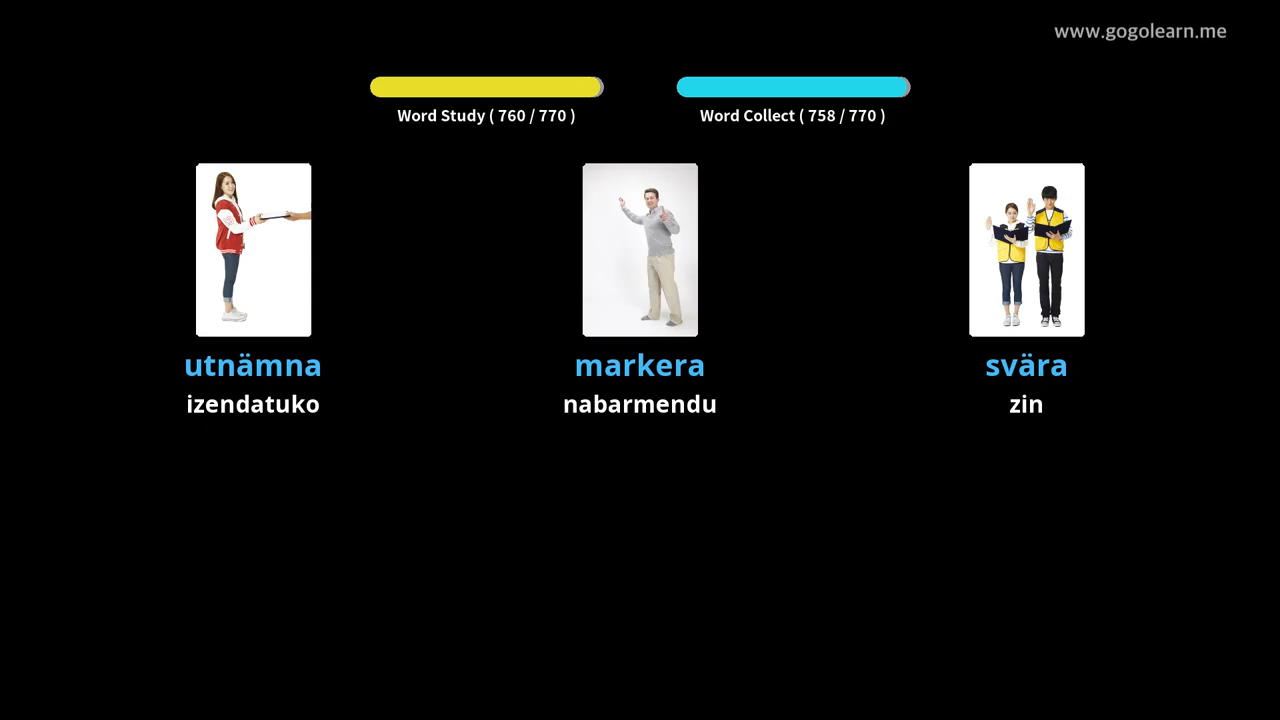 www.gogolearn.me
Word Study ( 760 / 770 )
Word Collect ( 758 / 770 )
utnämna
izendatuko
markera
nabarmendu
svära
zin